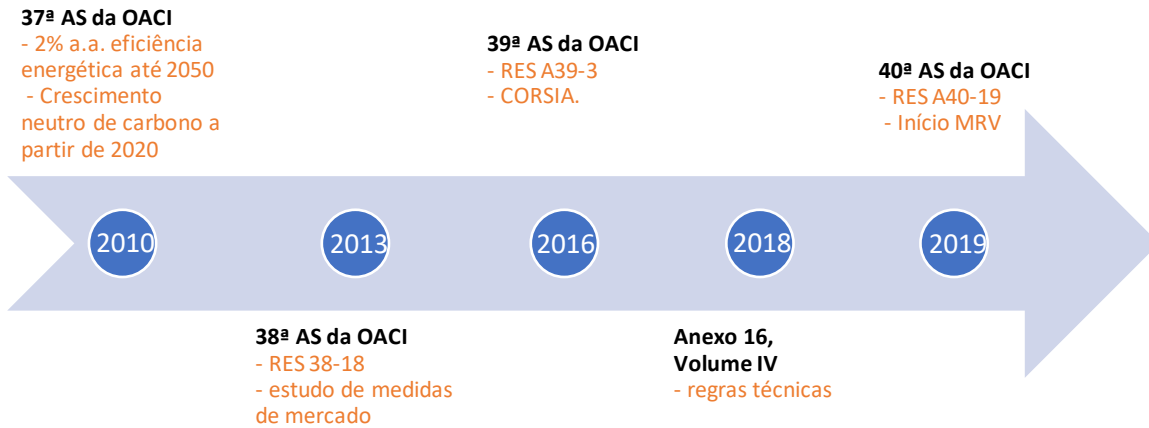 37ª AS da OACI
- 2% a.a. eficiência
energética até 2050
- Crescimento
neutro de carbono a
partir de 2020
39ª AS da OACI
- RES A39-3
- CORSIA.
40ª AS da OACI
- RES A40-19
- Início MRV
2010
2013
2016
2018
2019
38ª AS da OACI
- RES 38-18
- estudo de medidas
de mercado
Anexo 16,
Volume IV
- regras técnicas